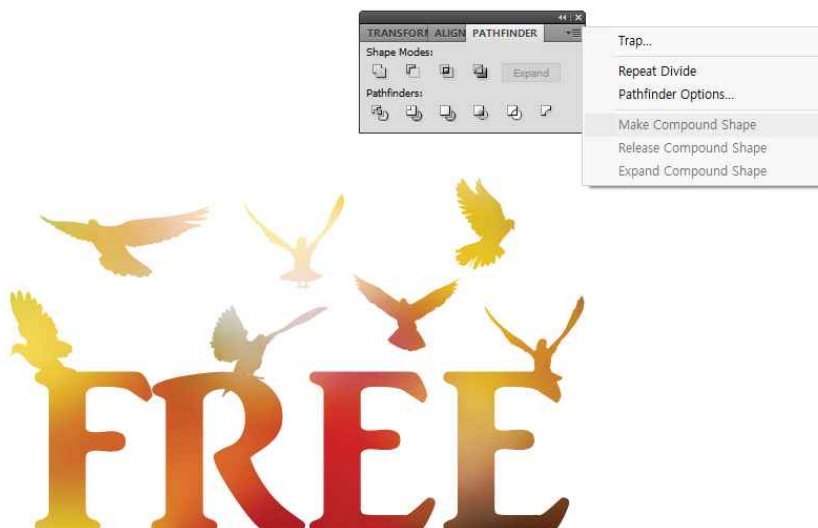 TRANSFORM ALIGN PATHFINDER
Shape Modes:
Expand
Pathfinders:
Trap...
Repeat Divide
Pathfinder Options...
Make Compound Shape
Release Compound Shape
Expand Compound Shape
FREE